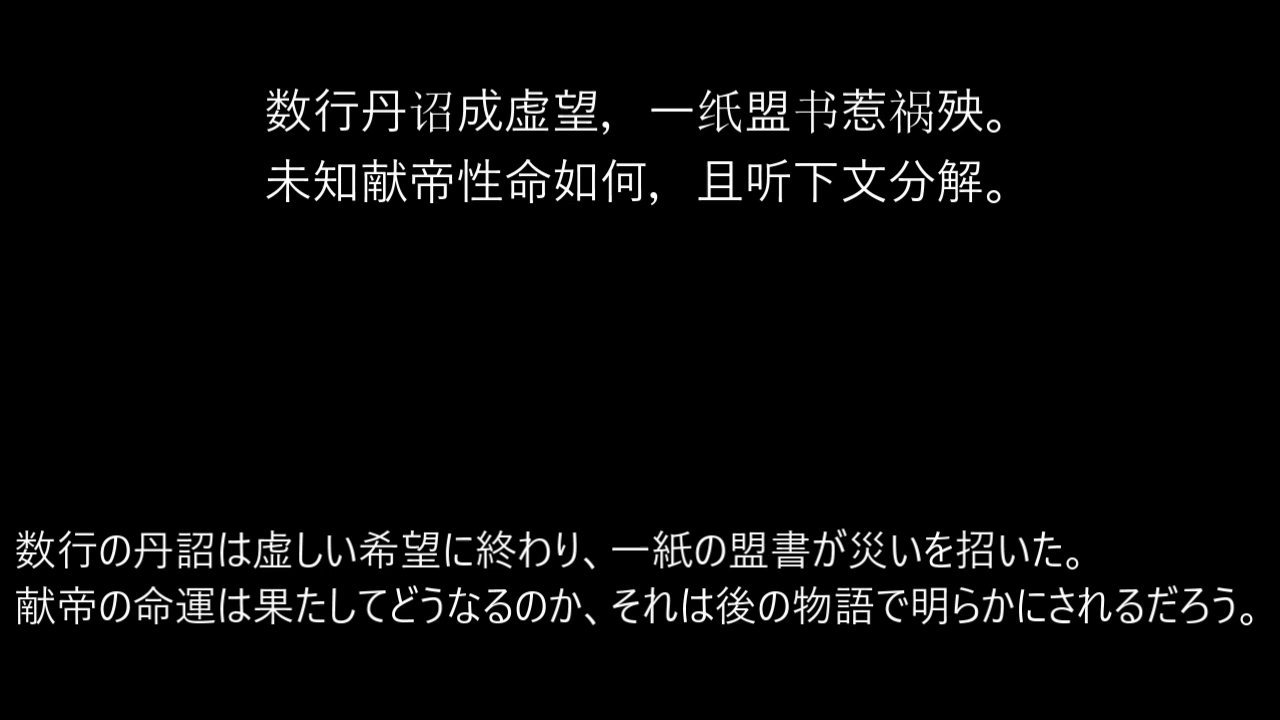 数行丹诏成虚望，一纸盟书惹祸殃。
未知献帝性命如何，且听下文分解。
数行の丹詔は虚しい希望に終わり、一紙の盟書が災いを招いた。
献帝の命運は果たしてどうなるのか、それは後の物語で明らかにされるだろう。